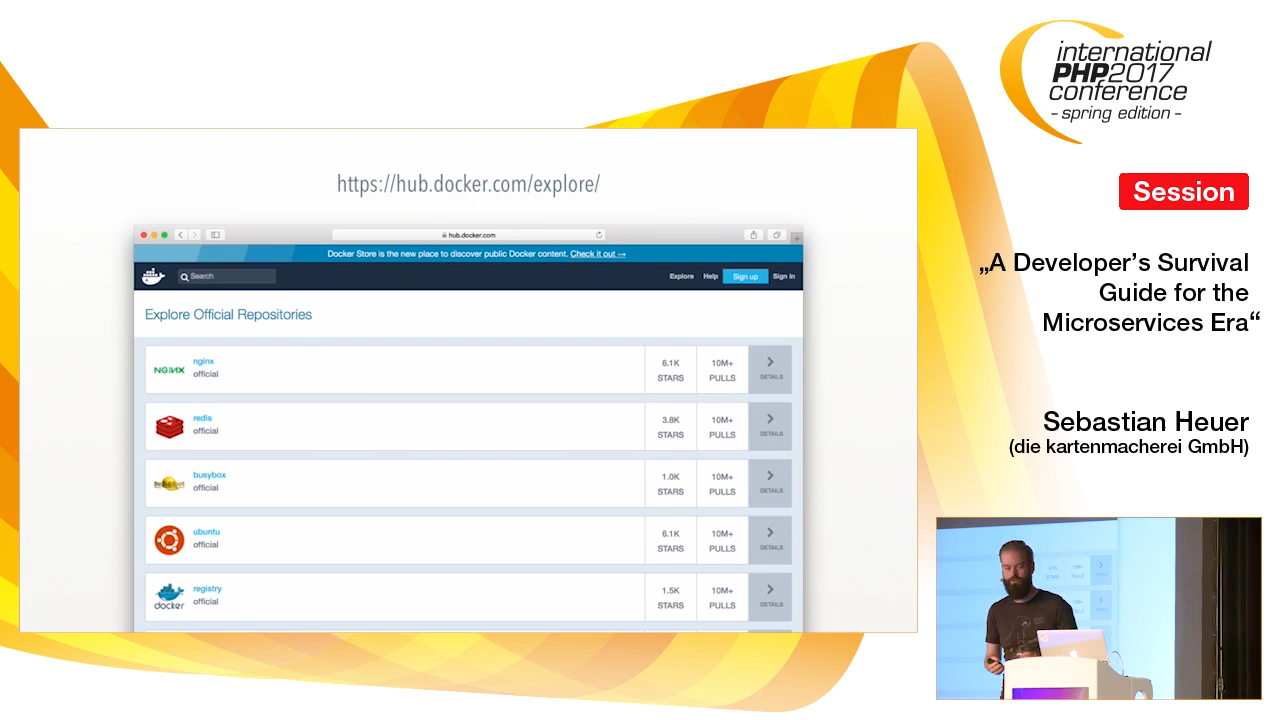 international
PHP2017
conference
- spring edition -
Session
„A Developer’s Survival
Guide for the
Microservices Era“
Sebastian Heuer
(die kartenmacherei GmbH)
https://hub.docker.com/explore/
hub.docker.com
Docker Store is the new place to discover public Docker content. Check it out →
Search
Explore Help Sign up Sign in
Explore Official Repositories
NGINX
nginx
official
6.1K
STARS
10M+
PULLS
DETAILS
redis
official
3.8K
STARS
10M+
PULLS
DETAILS
busybox
official
1.0K
STARS
10M+
PULLS
DETAILS
ubuntu
official
6.1K
STARS
10M+
PULLS
DETAILS
docker
registry
official
1.5K
STARS
10M+
PULLS
DETAILS